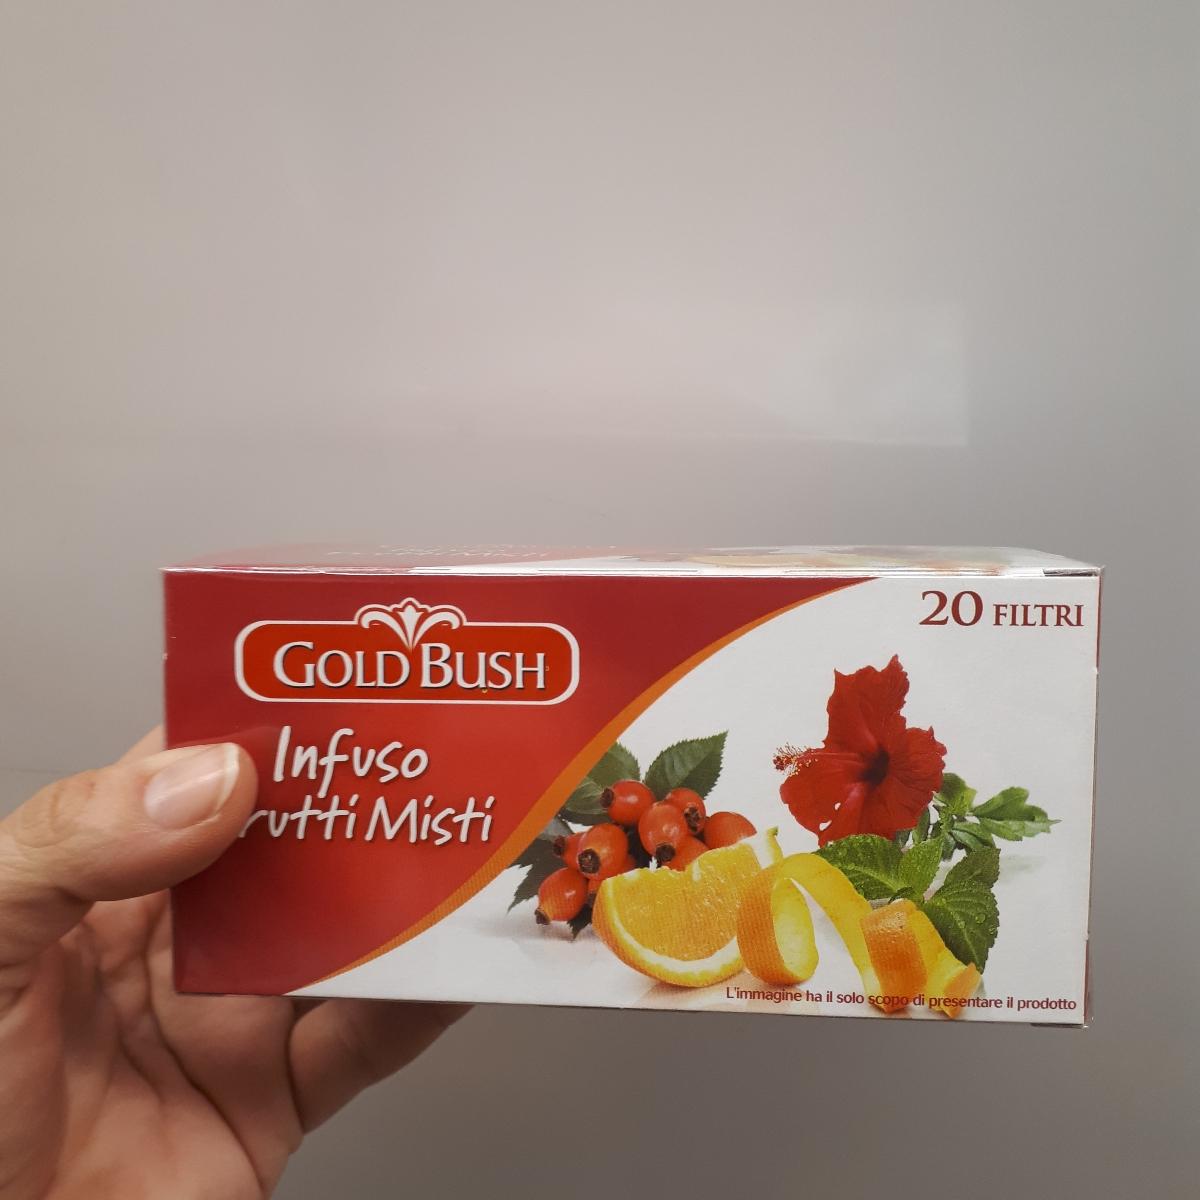 20 FILTRI
GOLD BUSH
Infuso
rutti Misti
L'immagine ha il solo scopo di presentare il prodotto